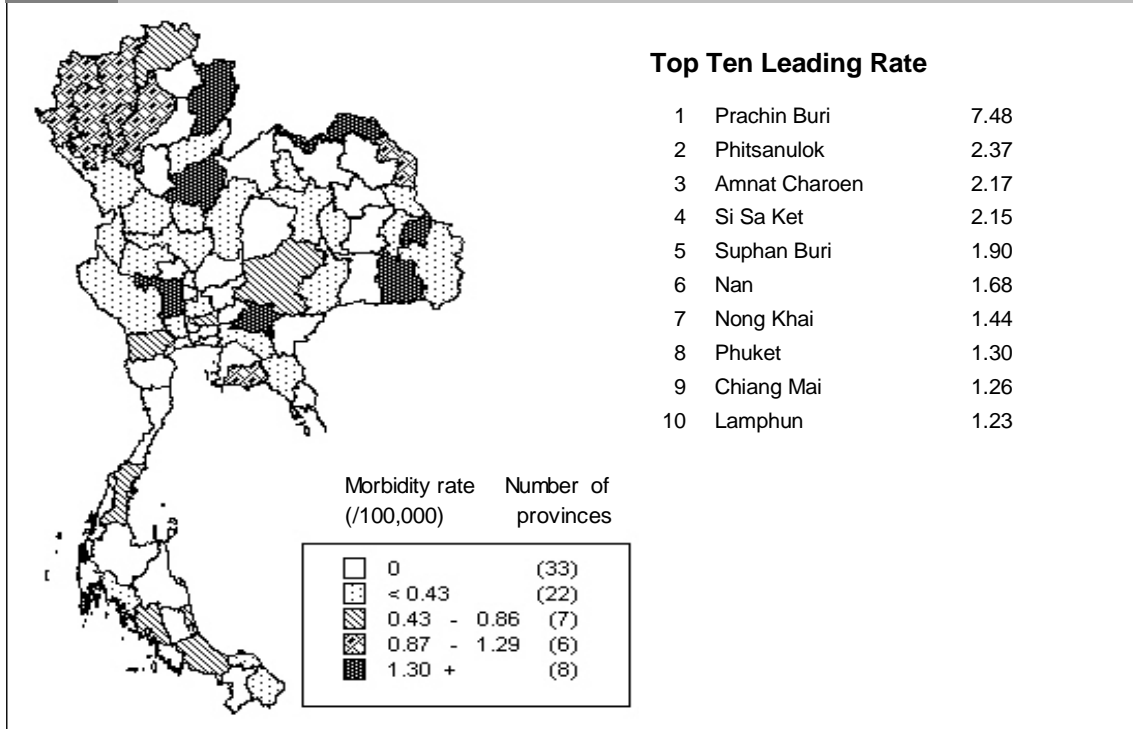 Top Ten Leading Rate
1 Prachin Buri 7.48
2 Phitsanulok 2.37
3 Amnat Charoen 2.17
4 Si Sa Ket 2.15
5 Suphan Buri 1.90
6 Nan 1.68
7 Nong Khai 1.44
8 Phuket 1.30
9 Chiang Mai 1.26
10 Lamphun 1.23
Morbidity rate Number of
(/100,000) provinces
0 (33)
< 0.43 (22)
0.43 - 0.86 (7)
0.87 - 1.29 (6)
1.30 + (8)